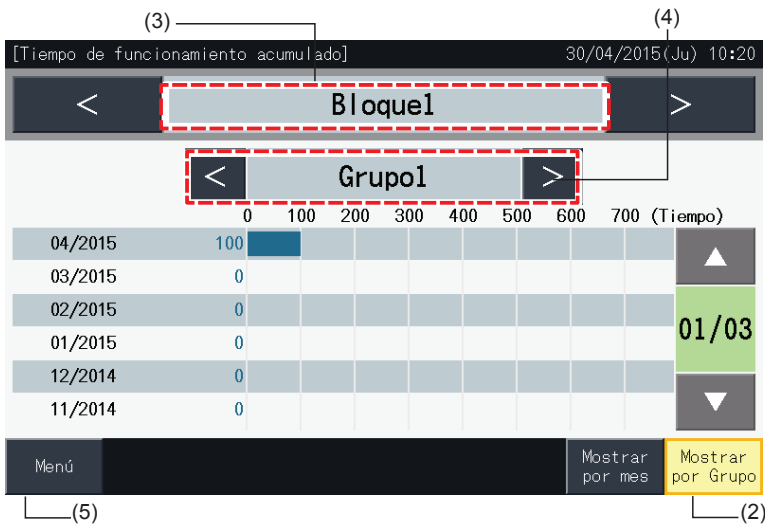 (3) (4)
[Tiempo de funcionamiento acumulado] 30/04/2015(Ju) 10:20
< Bloque1 >
< Grupo1 >
0 100 200 300 400 500 600 700 (Tiempo)
04/2015 100
03/2015 0
02/2015 0
01/2015 0
01/03
12/2014 0
11/2014 0
Menú
Mostrar por mes
Mostrar por Grupo
(5) (2)